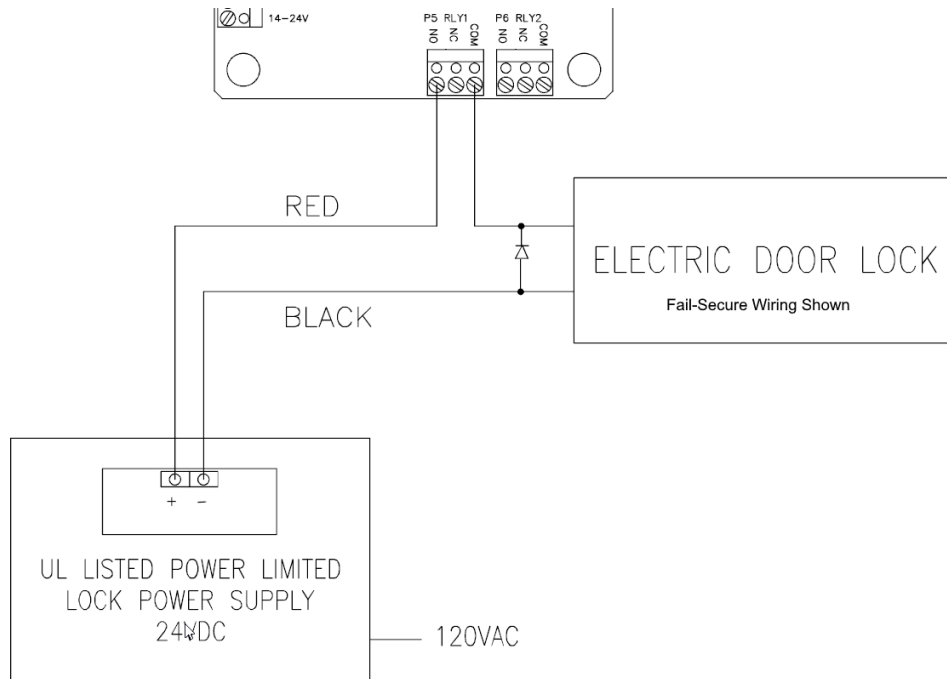 14-24V
P5 RLY1
NO NC COM
P6 RLY2
NO NC COM
RED
ELECTRIC DOOR LOCK
Fail-Secure Wiring Shown
BLACK
+ -
UL LISTED POWER LIMITED
LOCK POWER SUPPLY
24VDC
120VAC